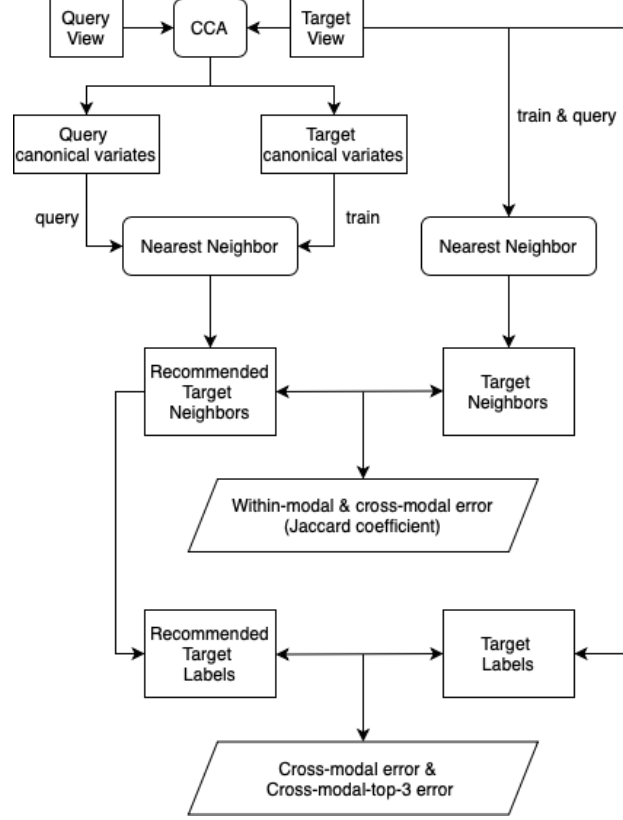 Query
View
CCA
Target
View
train & query
Query
canonical variates
Target
canonical variates
query
train
Nearest Neighbor
Nearest Neighbor
Recommended
Target
Neighbors
Target
Neighbors
Within-modal & cross-modal error
(Jaccard coefficient)
Recommended
Target
Labels
Target
Labels
Cross-modal error &
Cross-modal-top-3 error